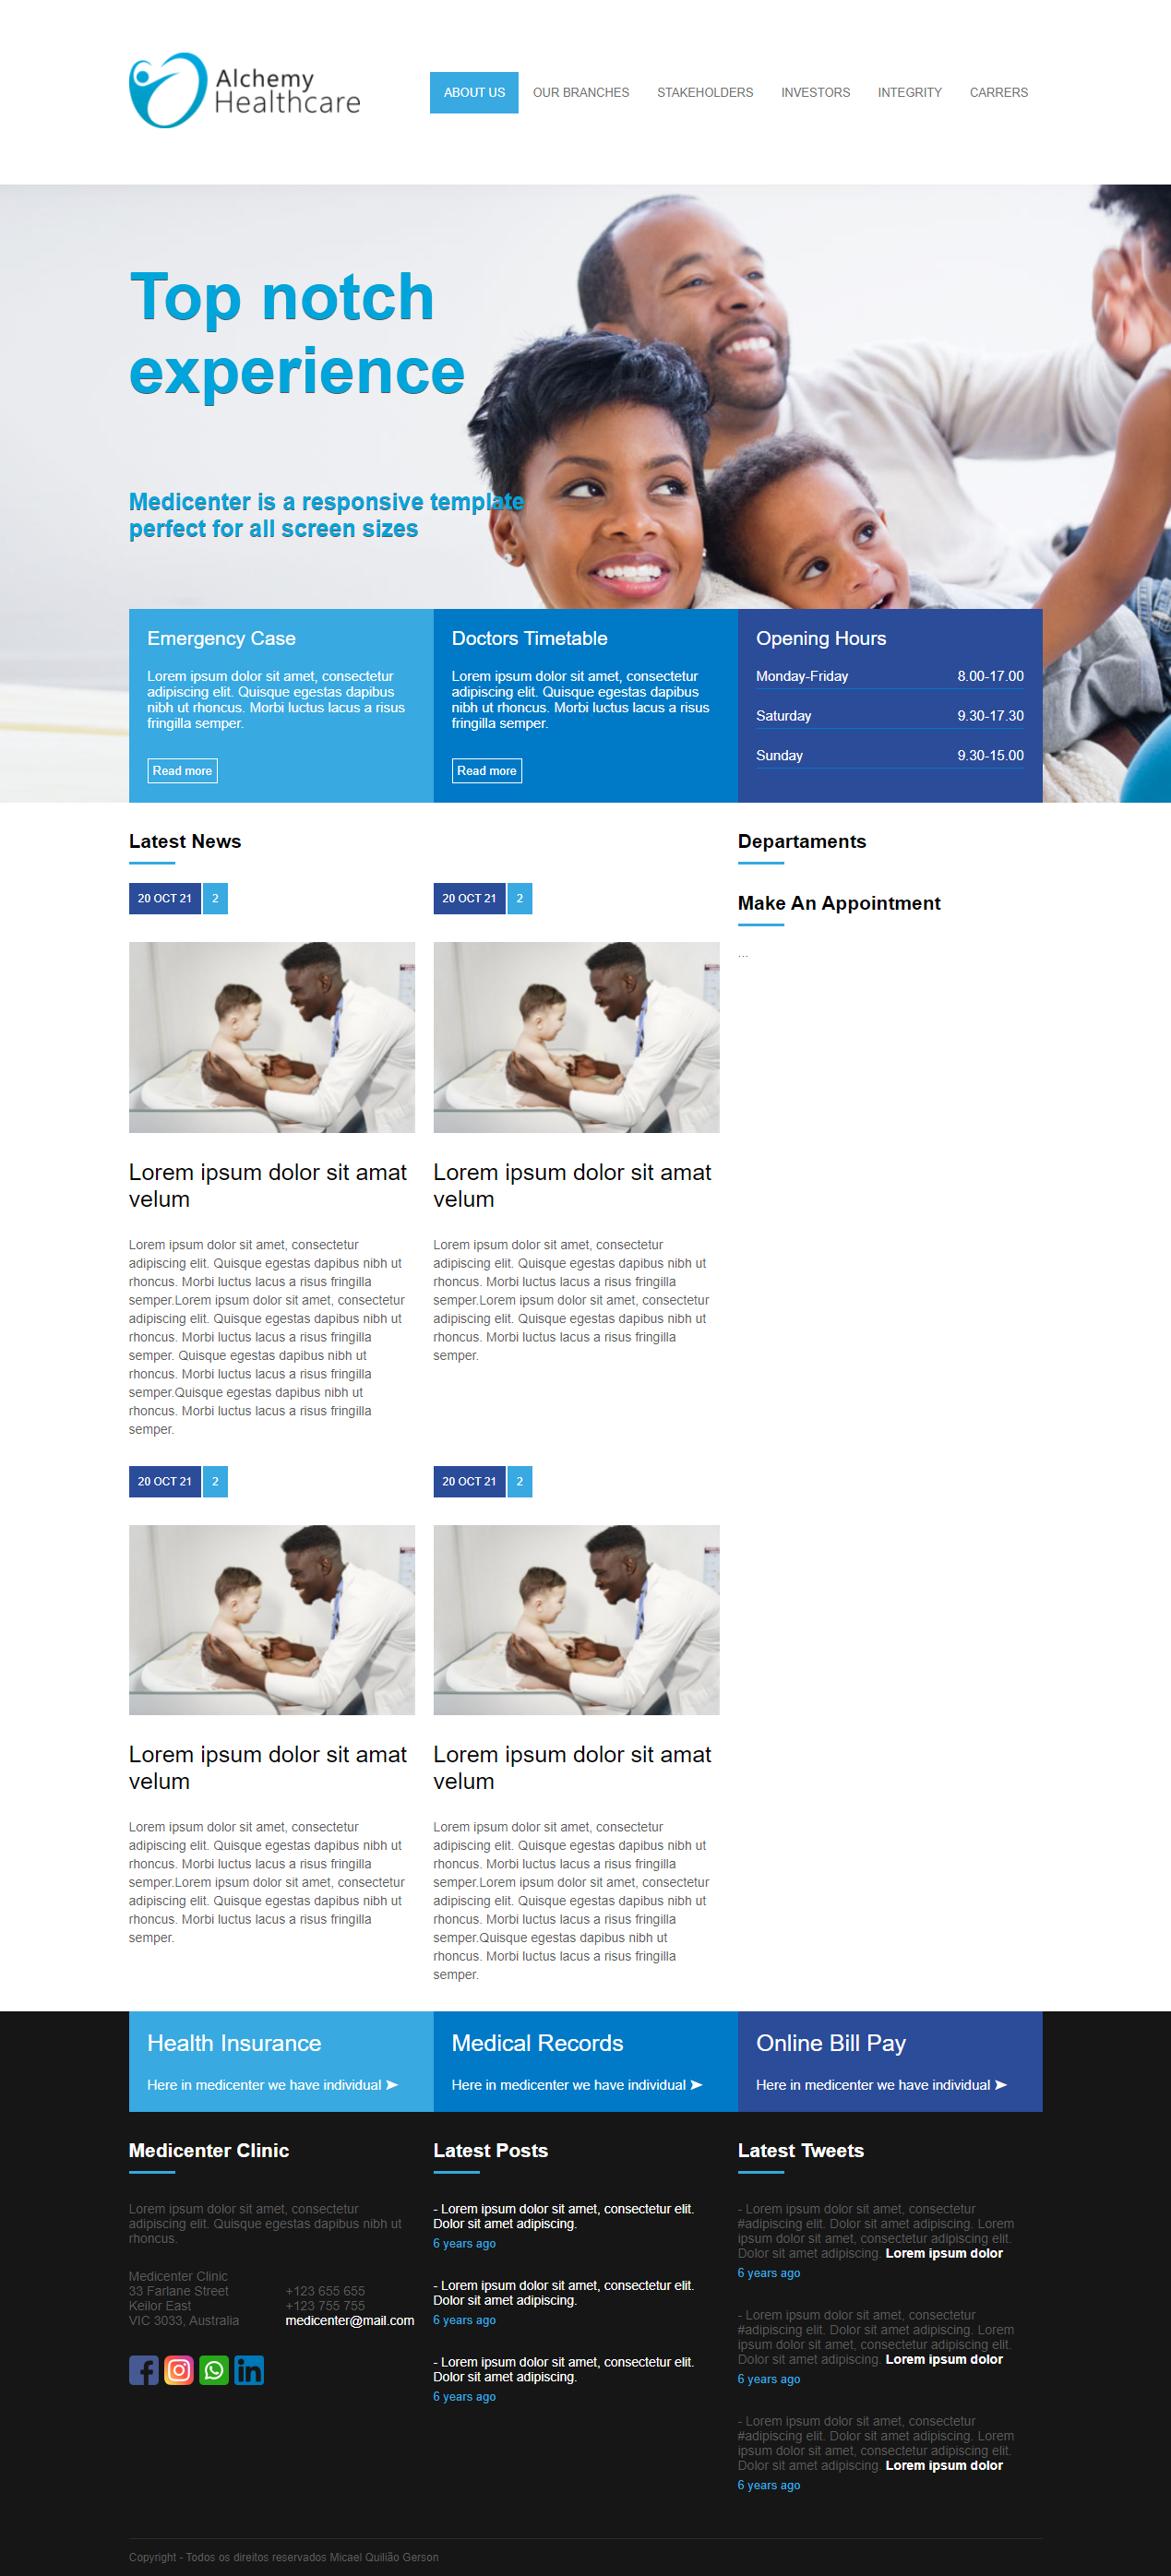 Alchemy
Healthcare
ABOUT US
OUR BRANCHES
STAKEHOLDERS
INVESTORS
INTEGRITY
CARRERS
Top notch
experience
Medicenter is a responsive template
perfect for all screen sizes
Emergency Case
Lorem ipsum dolor sit amet, consectetur
adipiscing elit. Quisque egestas dapibus
nibh ut rhoncus. Morbi luctus lacus a risus
fringilla semper.
Read more
Doctors Timetable
Lorem ipsum dolor sit amet, consectetur
adipiscing elit. Quisque egestas dapibus
nibh ut rhoncus. Morbi luctus lacus a risus
fringilla semper.
Read more
Opening Hours
Monday-Friday 8.00-17.00
Saturday 9.30-17.30
Sunday 9.30-15.00
Latest News
20 OCT 21 2
Lorem ipsum dolor sit amat
velum
Lorem ipsum dolor sit amet, consectetur
adipiscing elit. Quisque egestas dapibus nibh ut
rhoncus. Morbi luctus lacus a risus fringilla
semper.Lorem ipsum dolor sit amet, consectetur
adipiscing elit. Quisque egestas dapibus nibh ut
rhoncus. Morbi luctus lacus a risus fringilla
semper. Quisque egestas dapibus nibh ut
rhoncus. Morbi luctus lacus a risus fringilla
semper.Quisque egestas dapibus nibh ut
rhoncus. Morbi luctus lacus a risus fringilla
semper.
20 OCT 21 2
Lorem ipsum dolor sit amat
velum
Lorem ipsum dolor sit amet, consectetur
adipiscing elit. Quisque egestas dapibus nibh ut
rhoncus. Morbi luctus lacus a risus fringilla
semper.Lorem ipsum dolor sit amet, consectetur
adipiscing elit. Quisque egestas dapibus nibh ut
rhoncus. Morbi luctus lacus a risus fringilla
semper.
20 OCT 21 2
Lorem ipsum dolor sit amat
velum
Lorem ipsum dolor sit amet, consectetur
adipiscing elit. Quisque egestas dapibus nibh ut
rhoncus. Morbi luctus lacus a risus fringilla
semper.Lorem ipsum dolor sit amet, consectetur
adipiscing elit. Quisque egestas dapibus nibh ut
rhoncus. Morbi luctus lacus a risus fringilla
semper.
20 OCT 21 2
Lorem ipsum dolor sit amat
velum
Lorem ipsum dolor sit amet, consectetur
adipiscing elit. Quisque egestas dapibus nibh ut
rhoncus. Morbi luctus lacus a risus fringilla
semper.Lorem ipsum dolor sit amet, consectetur
adipiscing elit. Quisque egestas dapibus nibh ut
rhoncus. Morbi luctus lacus a risus fringilla
semper.Quisque egestas dapibus nibh ut
rhoncus. Morbi luctus lacus a risus fringilla
semper.
Departaments
Make An Appointment
...
Health Insurance
Here in medicenter we have individual ➤
Medical Records
Here in medicenter we have individual ➤
Online Bill Pay
Here in medicenter we have individual ➤
Medicenter Clinic
Lorem ipsum dolor sit amet, consectetur
adipiscing elit. Quisque egestas dapibus nibh ut
rhoncus.
Medicenter Clinic
33 Farlane Street +123 655 655
Keilor East +123 755 755
VIC 3033, Australia medicenter@mail.com
Latest Posts
- Lorem ipsum dolor sit amet, consectetur elit.
Dolor sit amet adipiscing.
6 years ago
- Lorem ipsum dolor sit amet, consectetur elit.
Dolor sit amet adipiscing.
6 years ago
- Lorem ipsum dolor sit amet, consectetur elit.
Dolor sit amet adipiscing.
6 years ago
Latest Tweets
- Lorem ipsum dolor sit amet, consectetur
#adipiscing elit. Dolor sit amet adipiscing. Lorem
ipsum dolor sit amet, consectetur adipiscing elit.
Dolor sit amet adipiscing. Lorem ipsum dolor
6 years ago
- Lorem ipsum dolor sit amet, consectetur
#adipiscing elit. Dolor sit amet adipiscing. Lorem
ipsum dolor sit amet, consectetur adipiscing elit.
Dolor sit amet adipiscing. Lorem ipsum dolor
6 years ago
- Lorem ipsum dolor sit amet, consectetur
#adipiscing elit. Dolor sit amet adipiscing. Lorem
ipsum dolor sit amet, consectetur adipiscing elit.
Dolor sit amet adipiscing. Lorem ipsum dolor
6 years ago
Copyright - Todos os direitos reservados Micael Quilião Gerson